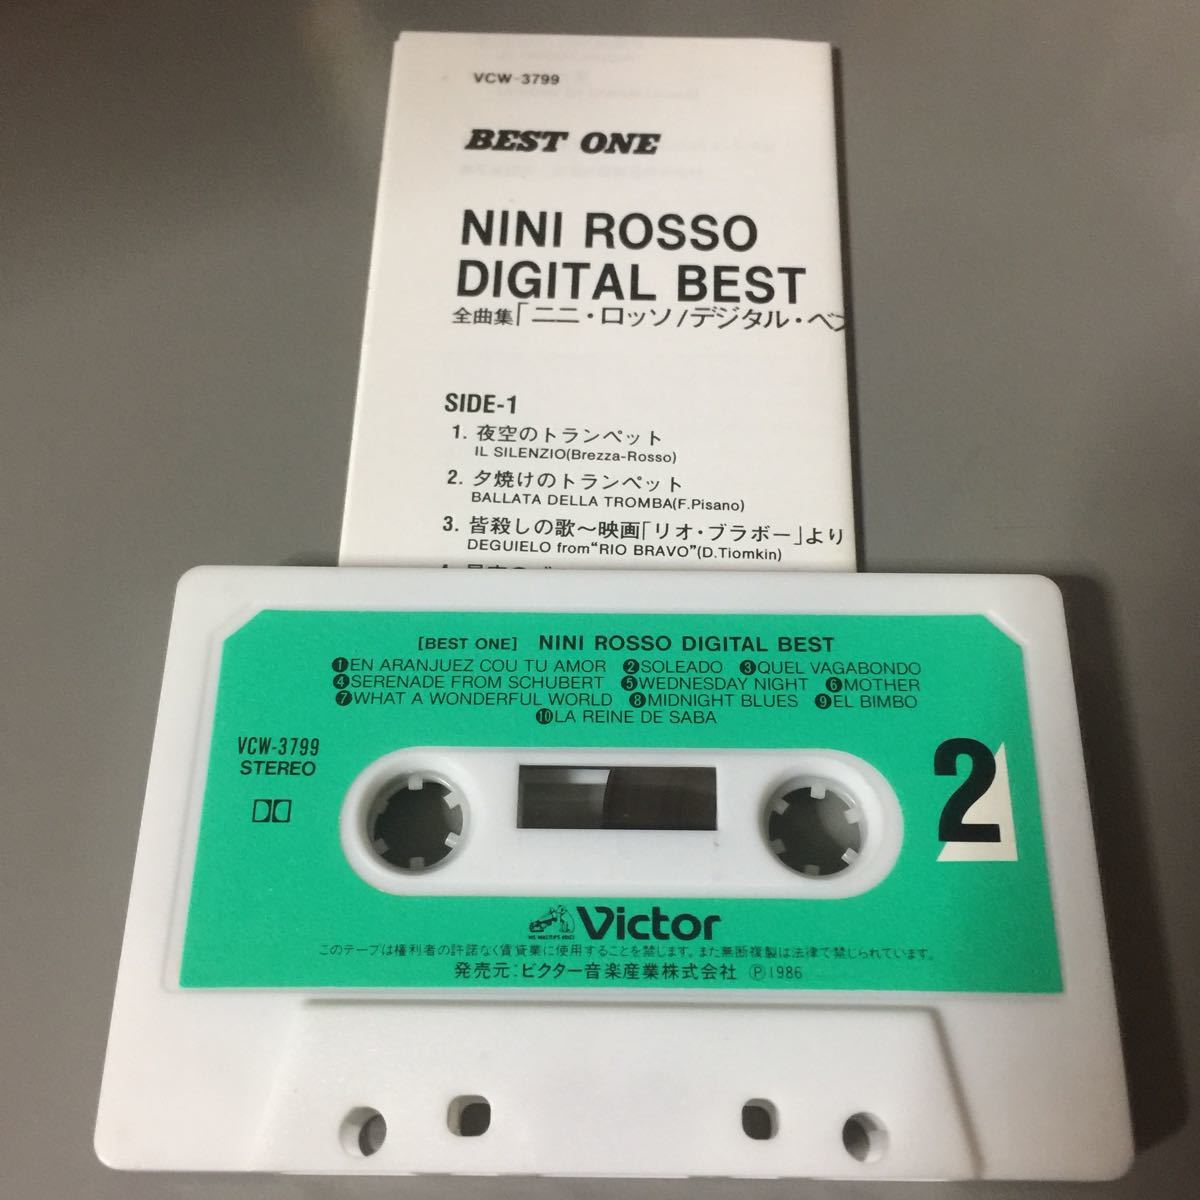 VCW-3799
BEST ONE
NINI ROSSO
DIGITAL BEST
全曲集「ニニ・ロッソ/デジタル・ベス
SIDE-1
1. 夜空のトランペット
IL SILENZIO(Brezza-Rosso)
2. 夕焼けのトランペット
BALLATA DELLA TROMBA(F.Pisano)
3. 皆殺しの歌〜映画「リオ・ブラボー」より
DEGUIELO from “RIO BRAVO”(D.Tiomkin)
[BEST ONE] NINI ROSSO DIGITAL BEST
❶EN ARANJUEZ COU TU AMOR ❷SOLEADO ❸QUEL VAGABONDO
❹SERENADE FROM SCHUBERT ❺WEDNESDAY NIGHT ❻MOTHER
❼WHAT A WONDERFUL WORLD ❽MIDNIGHT BLUES ❾EL BIMBO
❿LA REINE DE SABA
VCW-3799
STEREO
2
HIS MASTER'S VOICE
Victor
このテープは権利者の許諾なく賃貸業に使用することを禁じます。また無断複製は法律で禁じられています。
発売元:ビクター音楽産業株式会社 Ⓟ1986